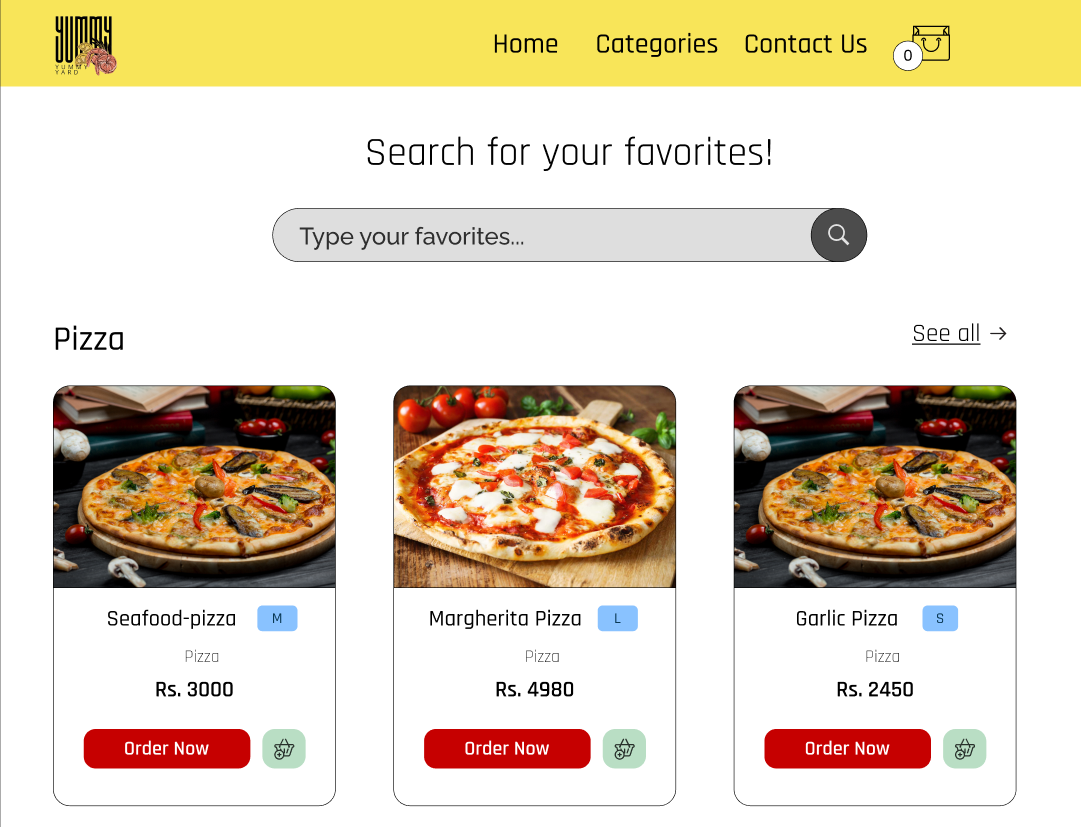 YUMMY
YUMMY
YARD
Home Categories Contact Us
0
Search for your favorites!
Type your favorites...
Pizza
See all →
Seafood-pizza M
Pizza
Rs. 3000
Order Now
Margherita Pizza L
Pizza
Rs. 4980
Order Now
Garlic Pizza S
Pizza
Rs. 2450
Order Now